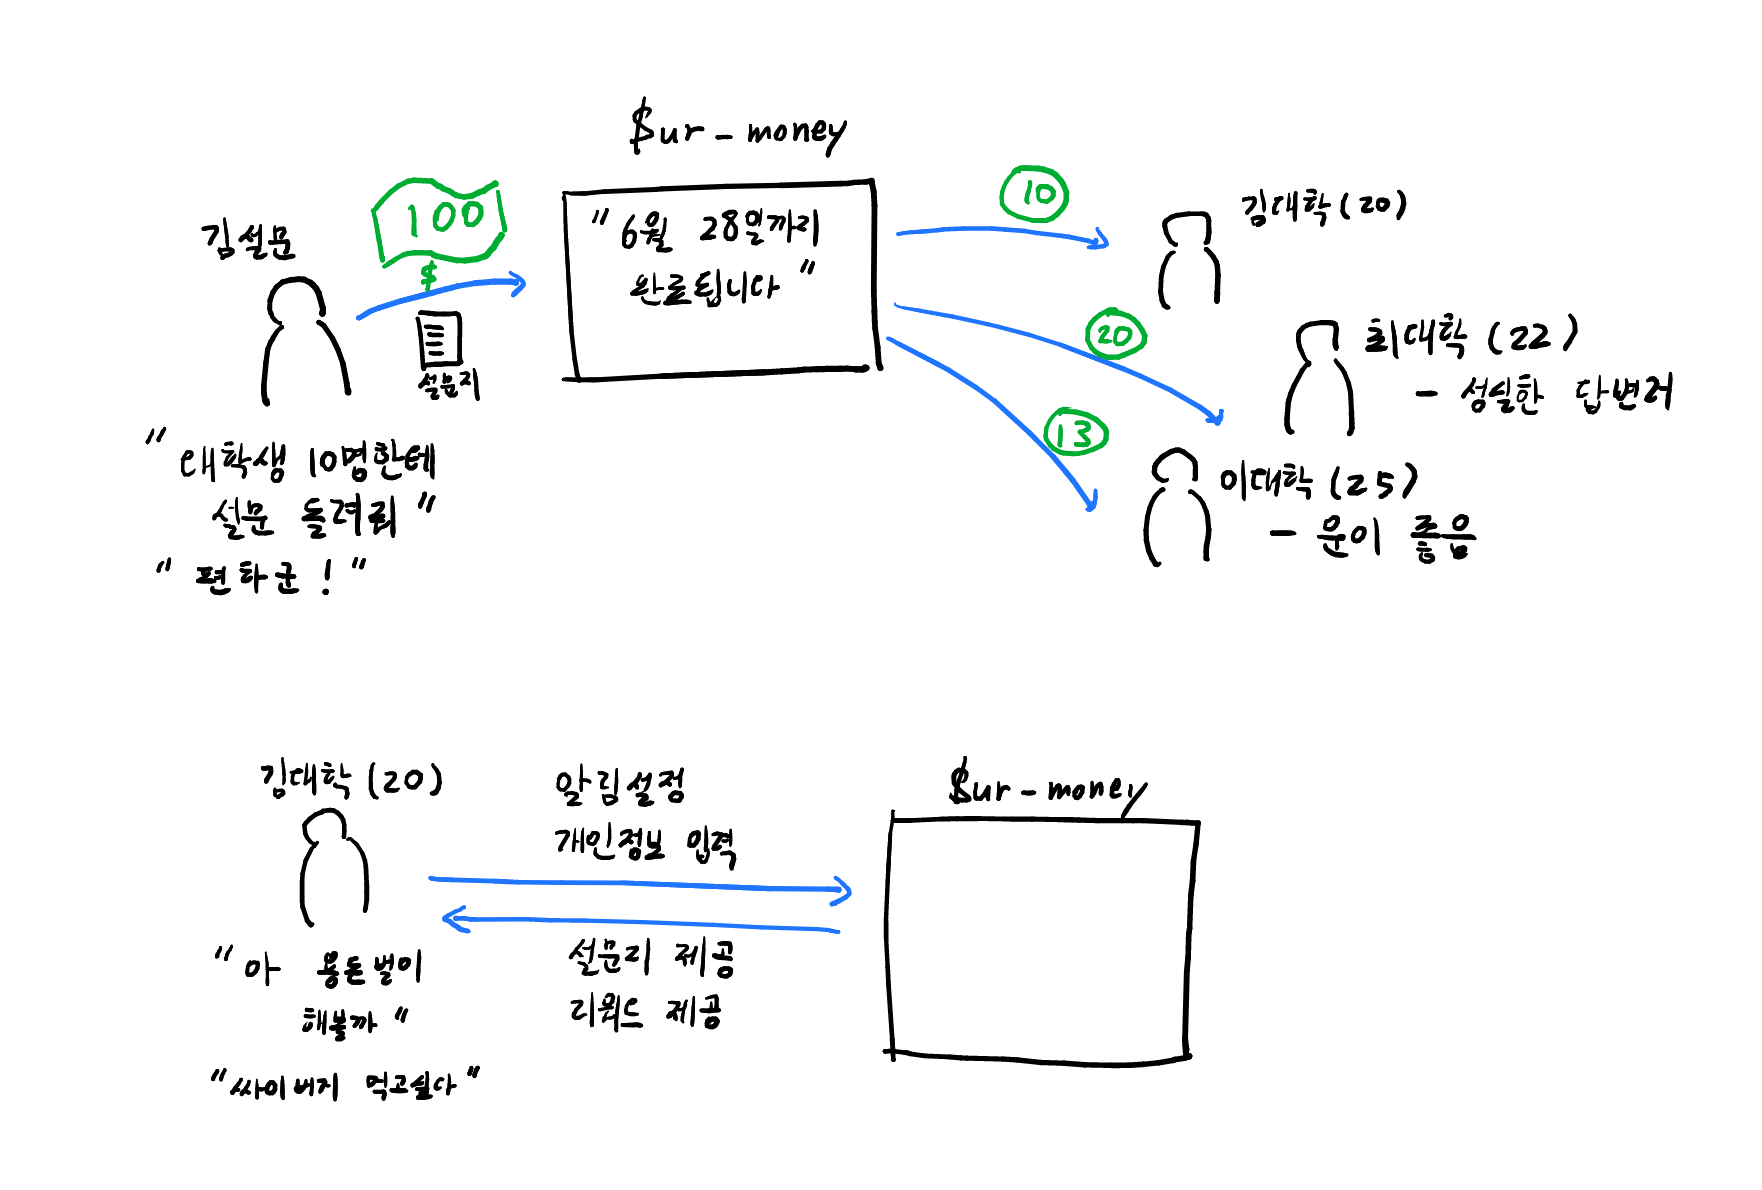 $ur-money
김설문
100
$
설문지
"6월 28일까지
완료됩니다"
10
김대학(20)
20
최대학(22)
- 성실한 답변러
13
이대학(25)
- 운이 좋음
"대학생 10명한테
설문 돌려줘"
"편하군!"
김대학(20)
알림설정
개인정보 입력
설문지 제공
리워드 제공
"아 용돈벌이
해볼까"
"싸이버거 먹고싶다"
$ur-money